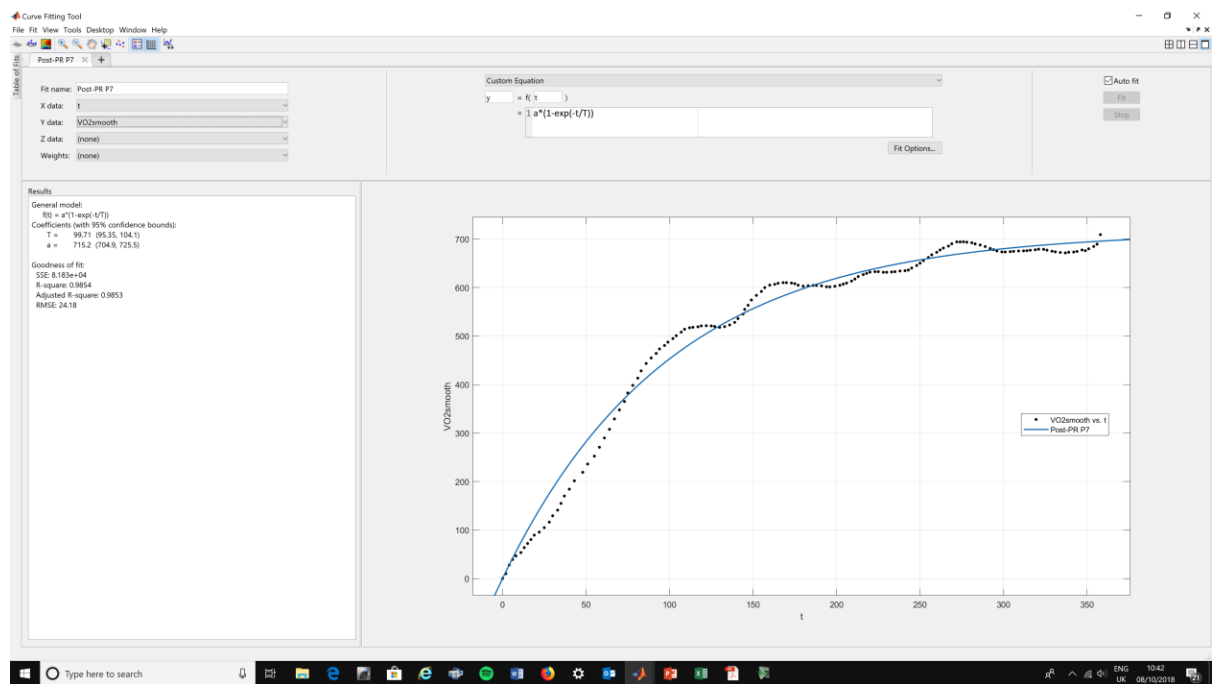 Curve Fitting Tool
File Fit View Tools Desktop Window Help
Table of Fits
Post-PR P7
Fit name: Post-PR P7
X data: t
Y data: VO2smooth
Z data: (none)
Weights: (none)
Custom Equation
y = f( t )
= 1 a*(1-exp(-t/T))
Fit Options...
Auto fit
Fit
Stop
Results
General model:
f(t) = a*(1-exp(-t/T))
Coefficients (with 95% confidence bounds):
T = 99.71 (95.35, 104.1)
a = 715.2 (704.9, 725.5)
Goodness of fit:
SSE: 8.183e+04
R-square: 0.9854
Adjusted R-square: 0.9853
RMSE: 24.18
700
600
500
400
300
200
100
0
VO2smooth
0 50 100 150 200 250 300 350
t
VO2smooth vs. t
Post-PR P7
Type here to search
ENG
UK
10:42
08/10/2018
21